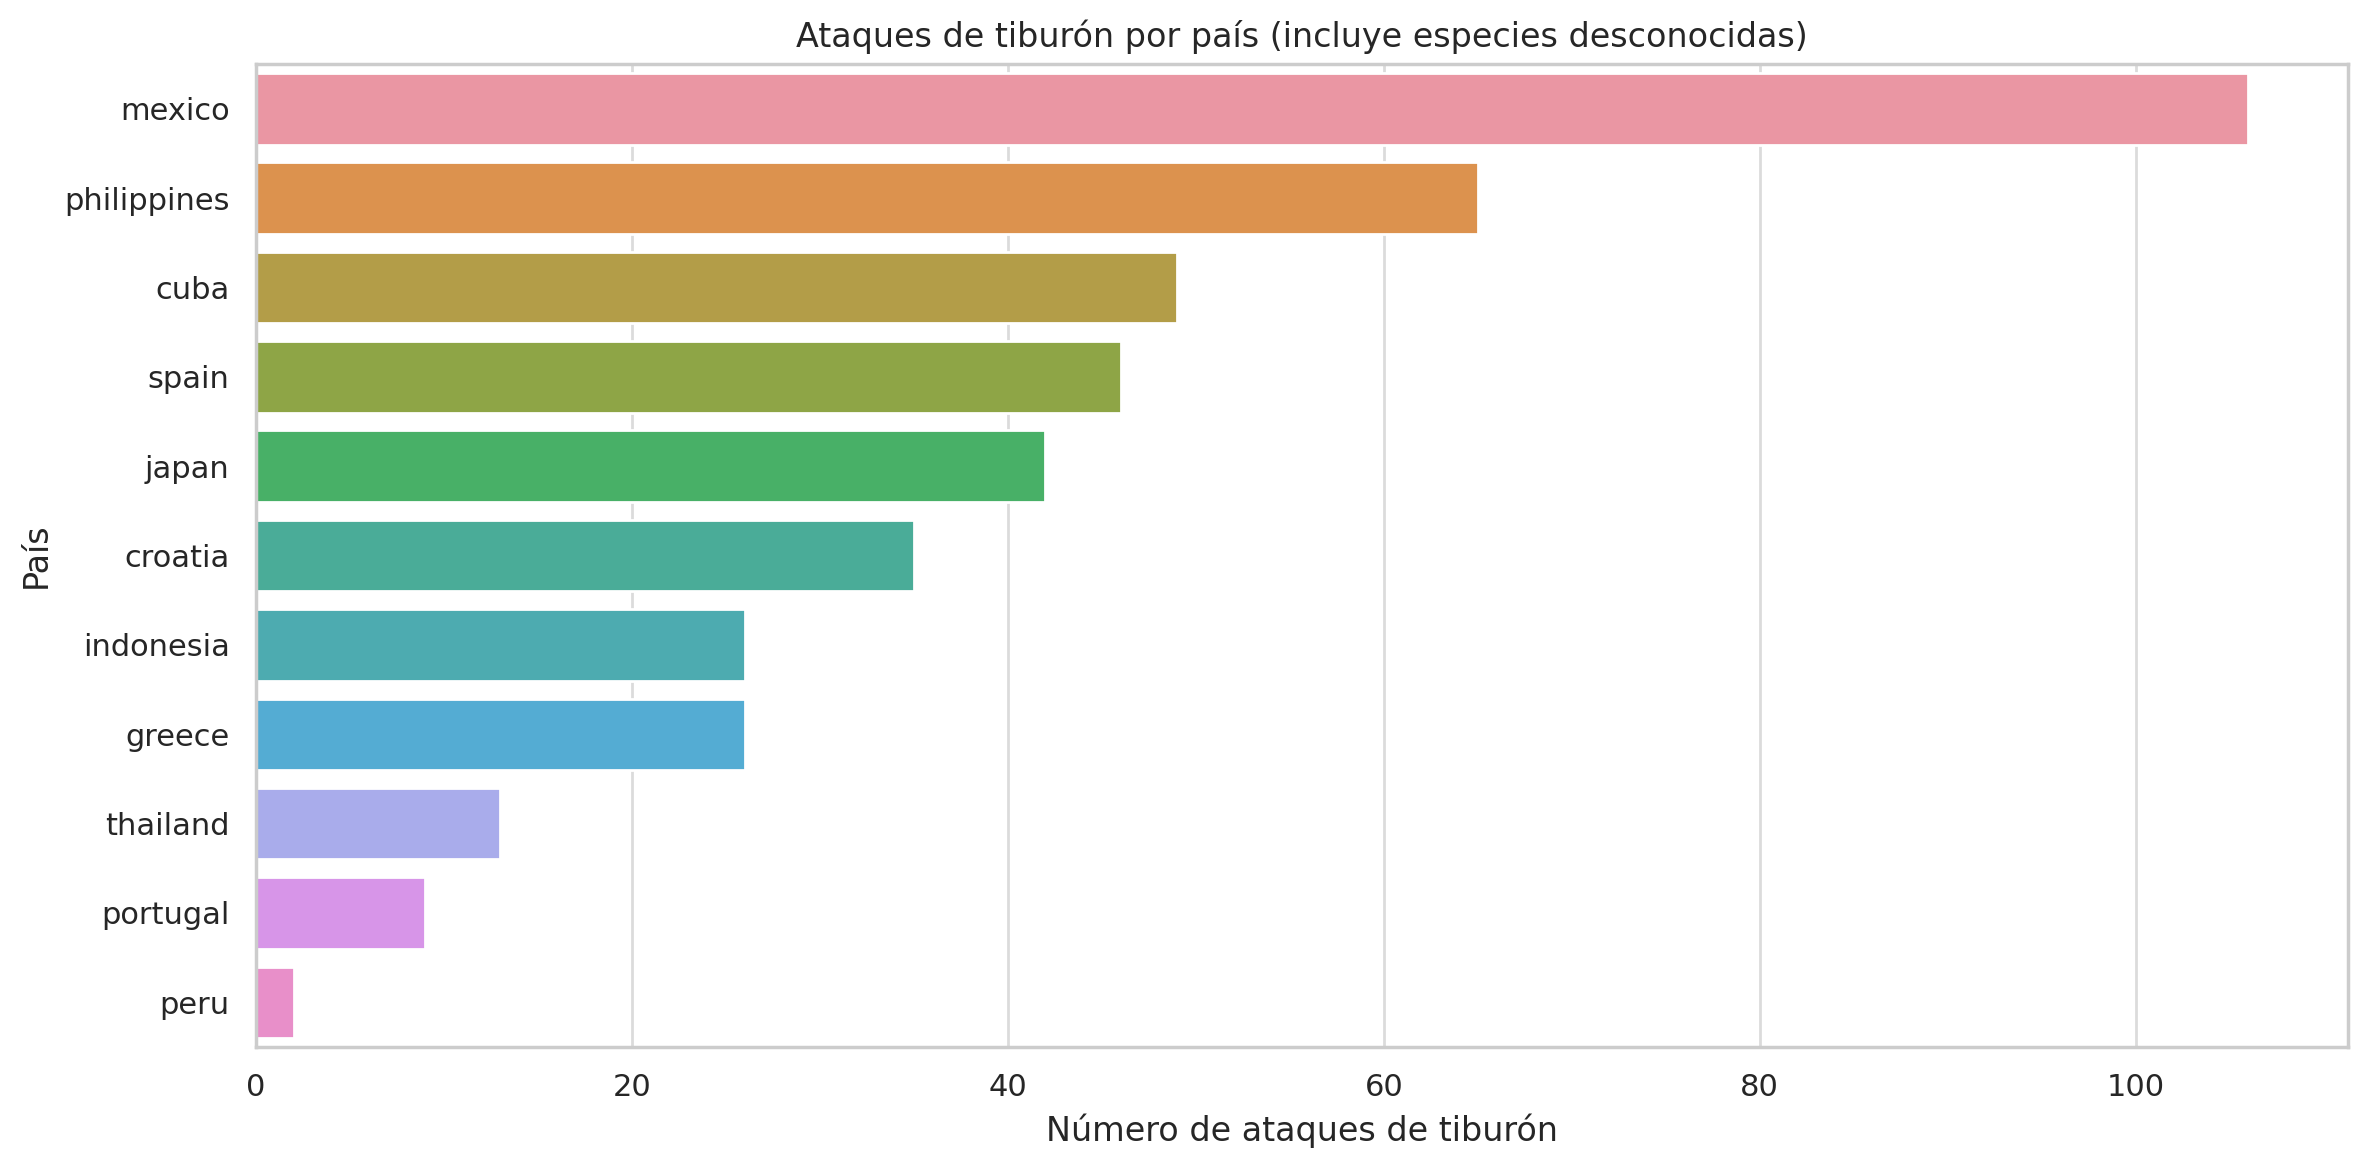 Ataques de tiburón por país (incluye especies desconocidas)
mexico
philippines
cuba
spain
japan
croatia
indonesia
greece
thailand
portugal
peru
País
0 20 40 60 80 100
Número de ataques de tiburón